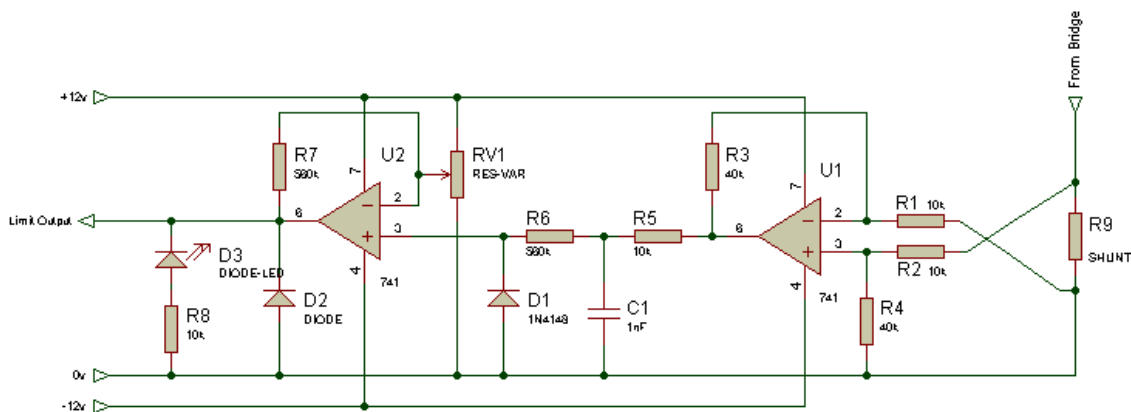 From Bridge
+12v
R7
560k
U2
7
RV1
RES-VAR
R3
40k
U1
7
R1 10k
2
6
2
R9
SHUNT
Limit Output
6
3
R6
560k
R5
10k
3
R2 10k
D3
DIODE-LED
4
741
D1
1N4148
C1
1nF
4
741
R4
40k
R8
10k
D2
DIODE
0v
-12v